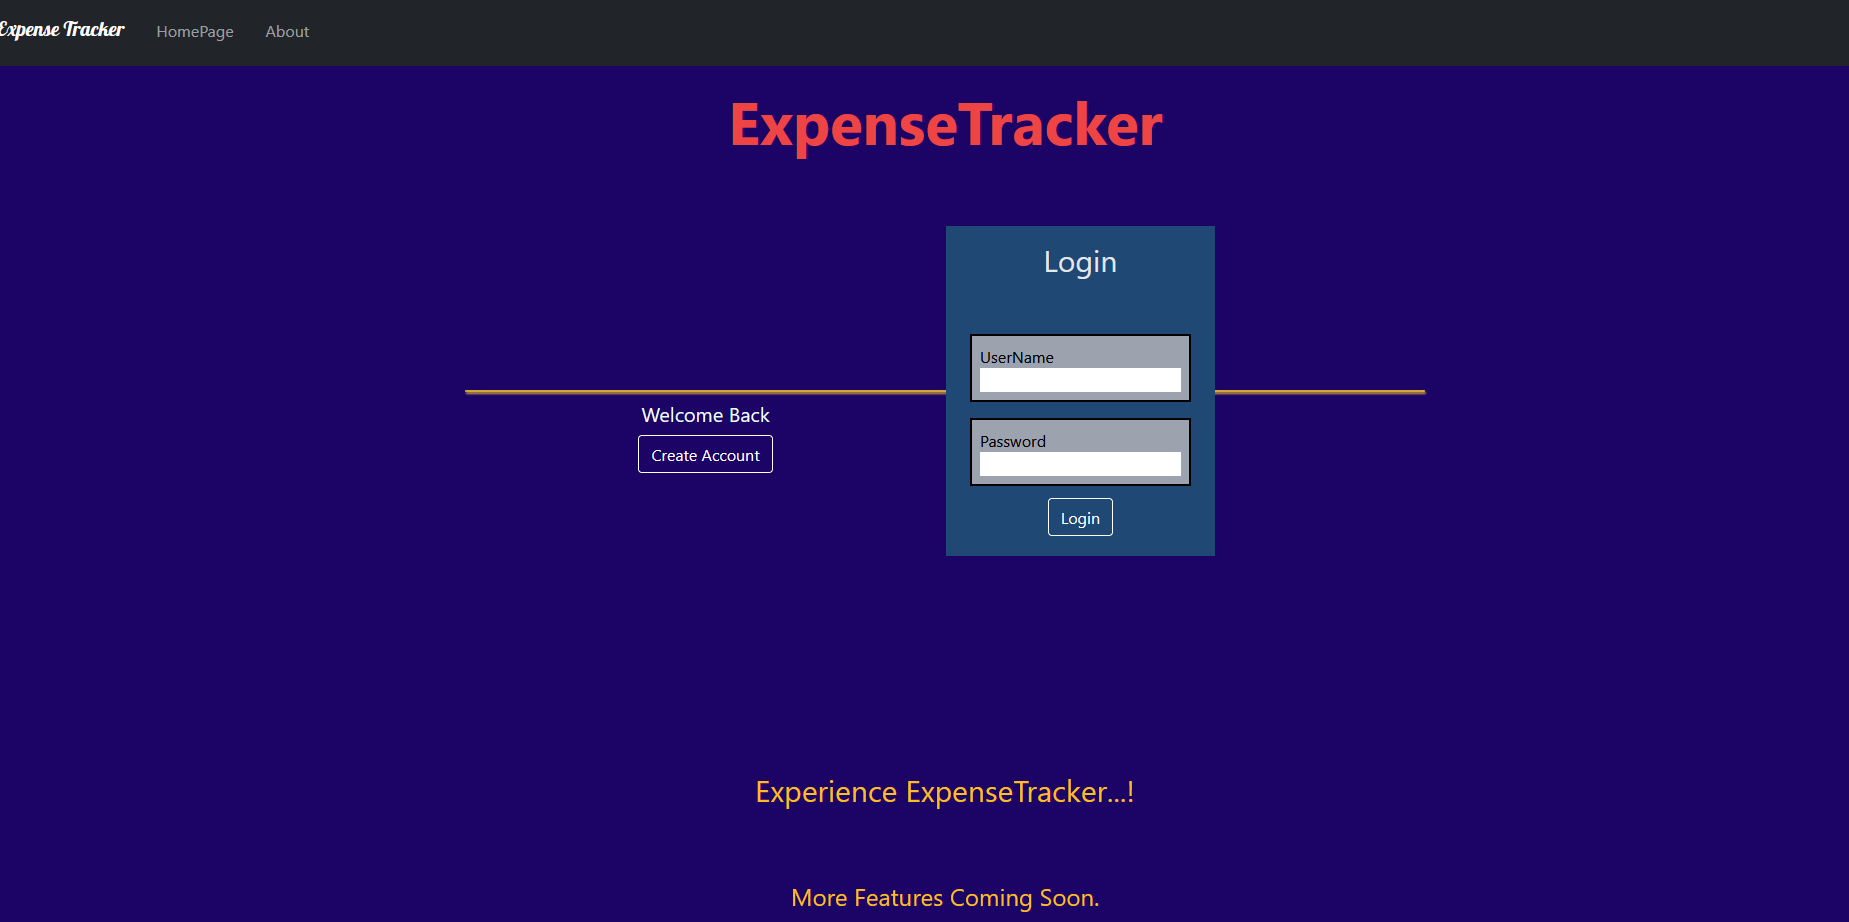 Expense Tracker HomePage About
ExpenseTracker
Login
UserName
Password
Login
Welcome Back
Create Account
Experience ExpenseTracker...!
More Features Coming Soon.